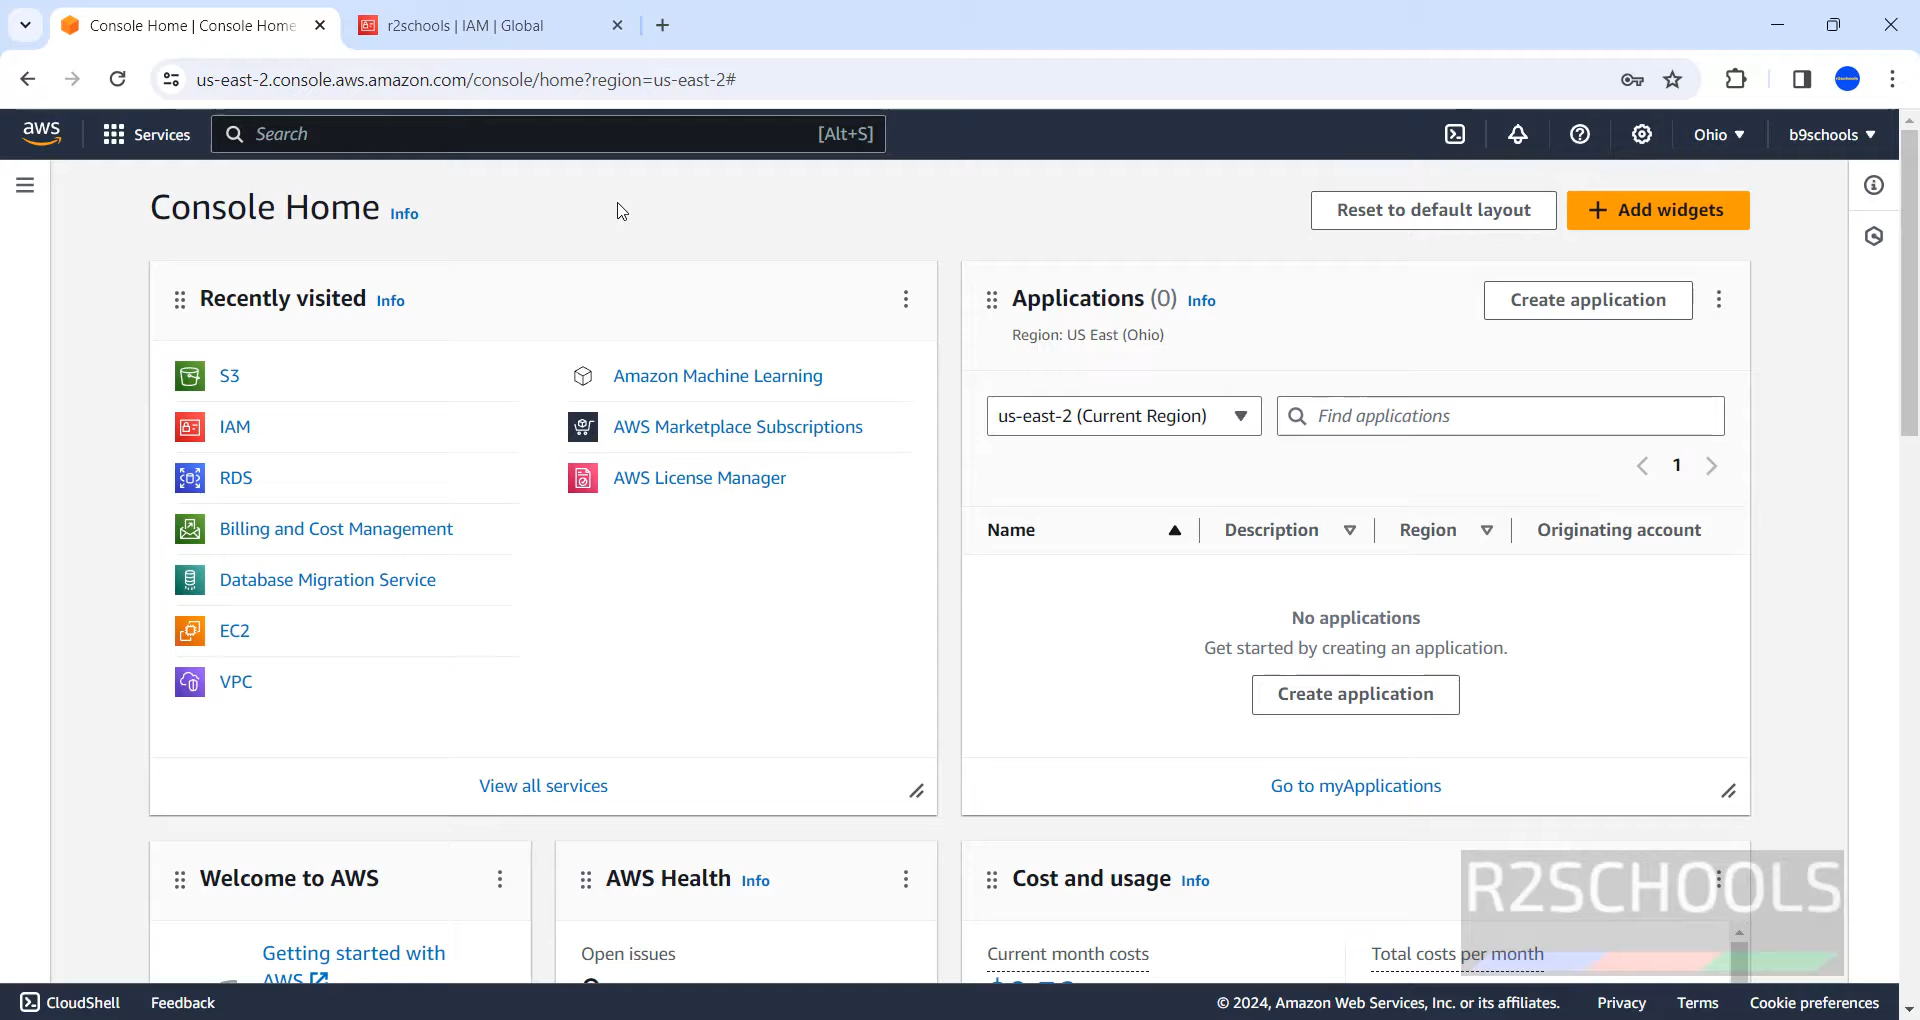 Console Home | Console Home
r2schools | IAM | Global
us-east-2.console.aws.amazon.com/console/home?region=us-east-2#
aws
Services
Search
[Alt+S]
Ohio
b9schools
Console Home Info
Reset to default layout
Add widgets
Recently visited Info
S3
IAM
RDS
Billing and Cost Management
Database Migration Service
EC2
VPC
Amazon Machine Learning
AWS Marketplace Subscriptions
AWS License Manager
View all services
Applications (0) Info
Region: US East (Ohio)
Create application
us-east-2 (Current Region)
Find applications
1
Name
Description
Region
Originating account
No applications
Get started by creating an application.
Create application
Go to myApplications
Welcome to AWS
Getting started with
AWS
AWS Health Info
Open issues
Cost and usage Info
Current month costs
Total costs per month
R2SCHOOLS
CloudShell
Feedback
© 2024, Amazon Web Services, Inc. or its affiliates.
Privacy
Terms
Cookie preferences